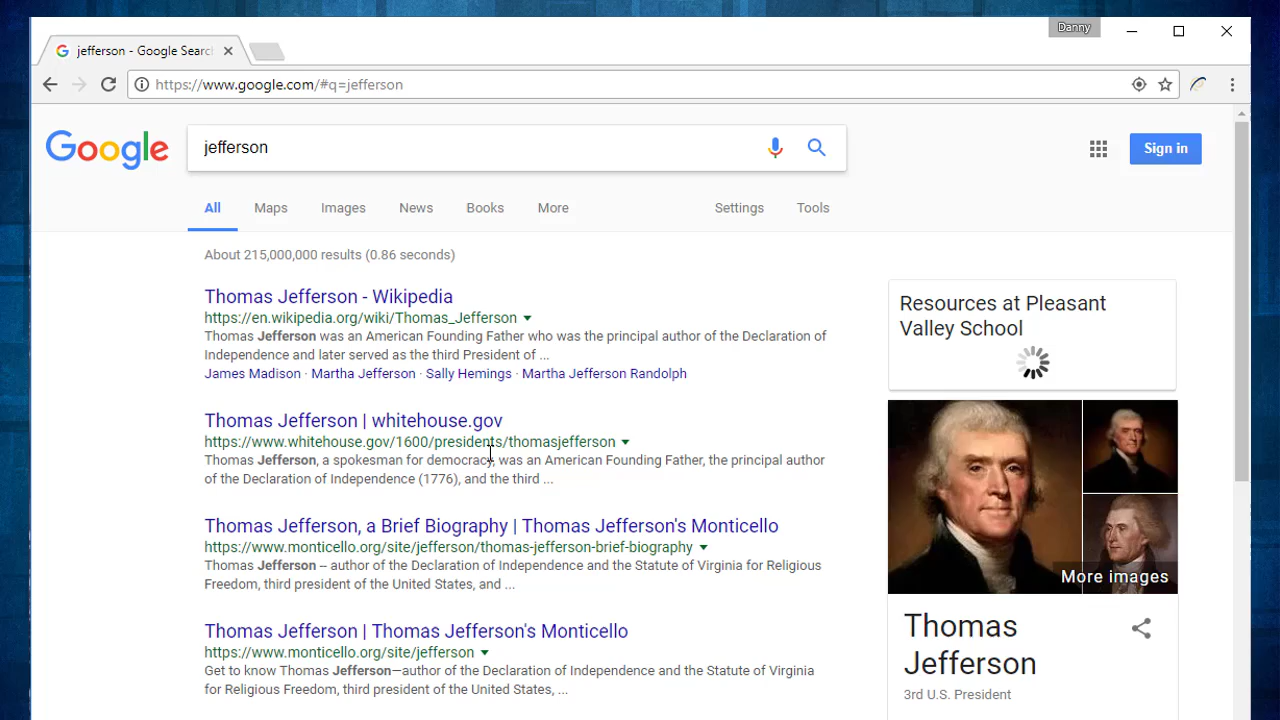 Danny
jefferson - Google Searc
https://www.google.com/#q=jefferson
Google
jefferson
Sign in
All
Maps
Images
News
Books
More
Settings
Tools
About 215,000,000 results (0.86 seconds)
Thomas Jefferson - Wikipedia
https://en.wikipedia.org/wiki/Thomas_Jefferson
Thomas Jefferson was an American Founding Father who was the principal author of the Declaration of
Independence and later served as the third President of ...
James Madison · Martha Jefferson · Sally Hemings · Martha Jefferson Randolph
Thomas Jefferson | whitehouse.gov
https://www.whitehouse.gov/1600/presidents/thomasjefferson
Thomas Jefferson, a spokesman for democracy, was an American Founding Father, the principal author
of the Declaration of Independence (1776), and the third ...
Thomas Jefferson, a Brief Biography | Thomas Jefferson's Monticello
https://www.monticello.org/site/jefferson/thomas-jefferson-brief-biography
Thomas Jefferson – author of the Declaration of Independence and the Statute of Virginia for Religious
Freedom, third president of the United States, and ...
Thomas Jefferson | Thomas Jefferson's Monticello
https://www.monticello.org/site/jefferson
Get to know Thomas Jefferson—author of the Declaration of Independence and the Statute of Virginia
for Religious Freedom, third president of the United States, ...
Resources at Pleasant
Valley School
More images
Thomas
Jefferson
3rd U.S. President